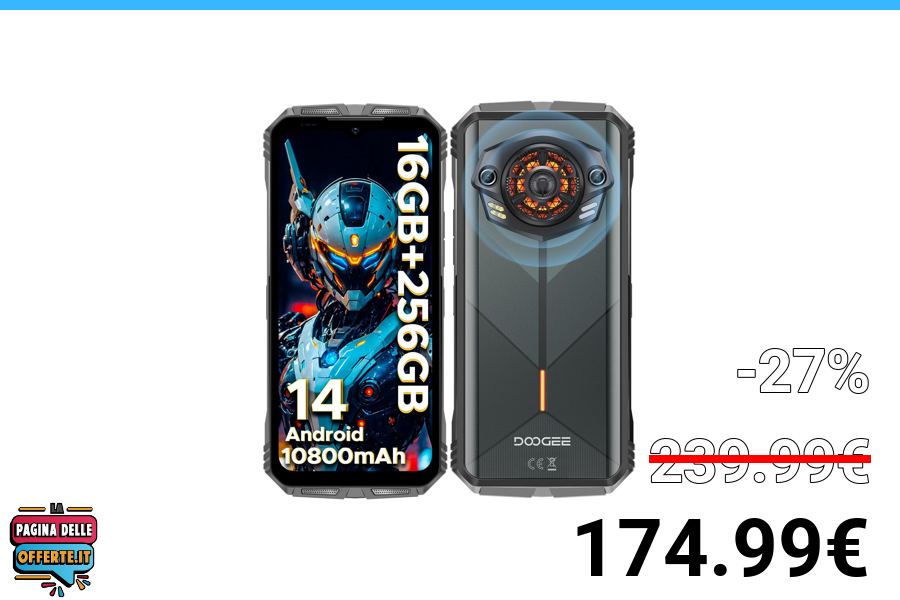 16GB+256GB
14
Android
10800mAh
DOOGEE
CE
-27%
239.99€
174.99€
LA
PAGINA DELLE
OFFERTE.IT